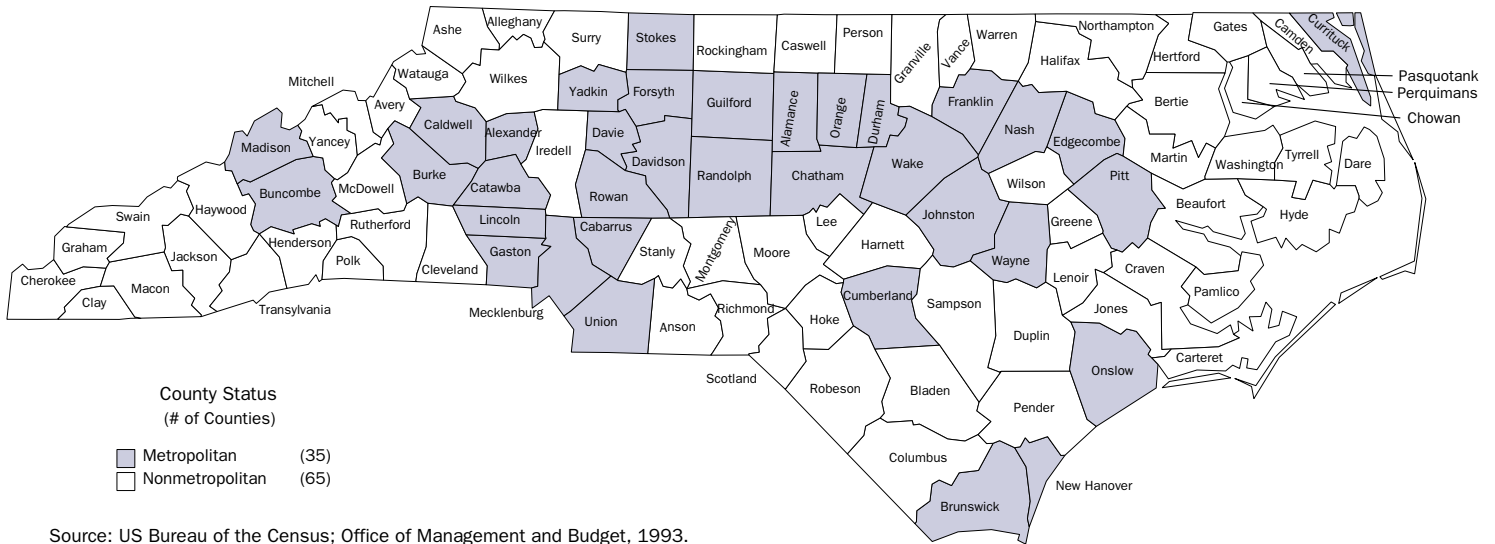 Ashe
Alleghany
Surry
Stokes
Rockingham
Caswell
Person
Granville
Vance
Warren
Northampton
Gates
Camden
Currituck
Hertford
Halifax
Mitchell
Watauga
Wilkes
Yadkin
Forsyth
Guilford
Alamance
Orange
Durham
Franklin
Nash
Edgecombe
Bertie
Pasquotank
Perquimans
Chowan
Avery
Caldwell
Alexander
Iredell
Davie
Davidson
Randolph
Chatham
Wake
Wilson
Pitt
Martin
Washington
Tyrrell
Dare
Madison
Yancey
Buncombe
McDowell
Burke
Catawba
Rowan
Johnston
Greene
Beaufort
Hyde
Swain
Haywood
Rutherford
Lincoln
Cabarrus
Stanly
Montgomery
Moore
Lee
Harnett
Wayne
Lenoir
Craven
Pamlico
Graham
Jackson
Henderson
Polk
Cleveland
Gaston
Cherokee
Clay
Macon
Transylvania
Mecklenburg
Union
Anson
Richmond
Hoke
Cumberland
Sampson
Duplin
Jones
Carteret
Onslow
Scotland
Robeson
Bladen
Pender
Columbus
Brunswick
New Hanover
County Status
(# of Counties)
Metropolitan (35)
Nonmetropolitan (65)
Source: US Bureau of the Census; Office of Management and Budget, 1993.